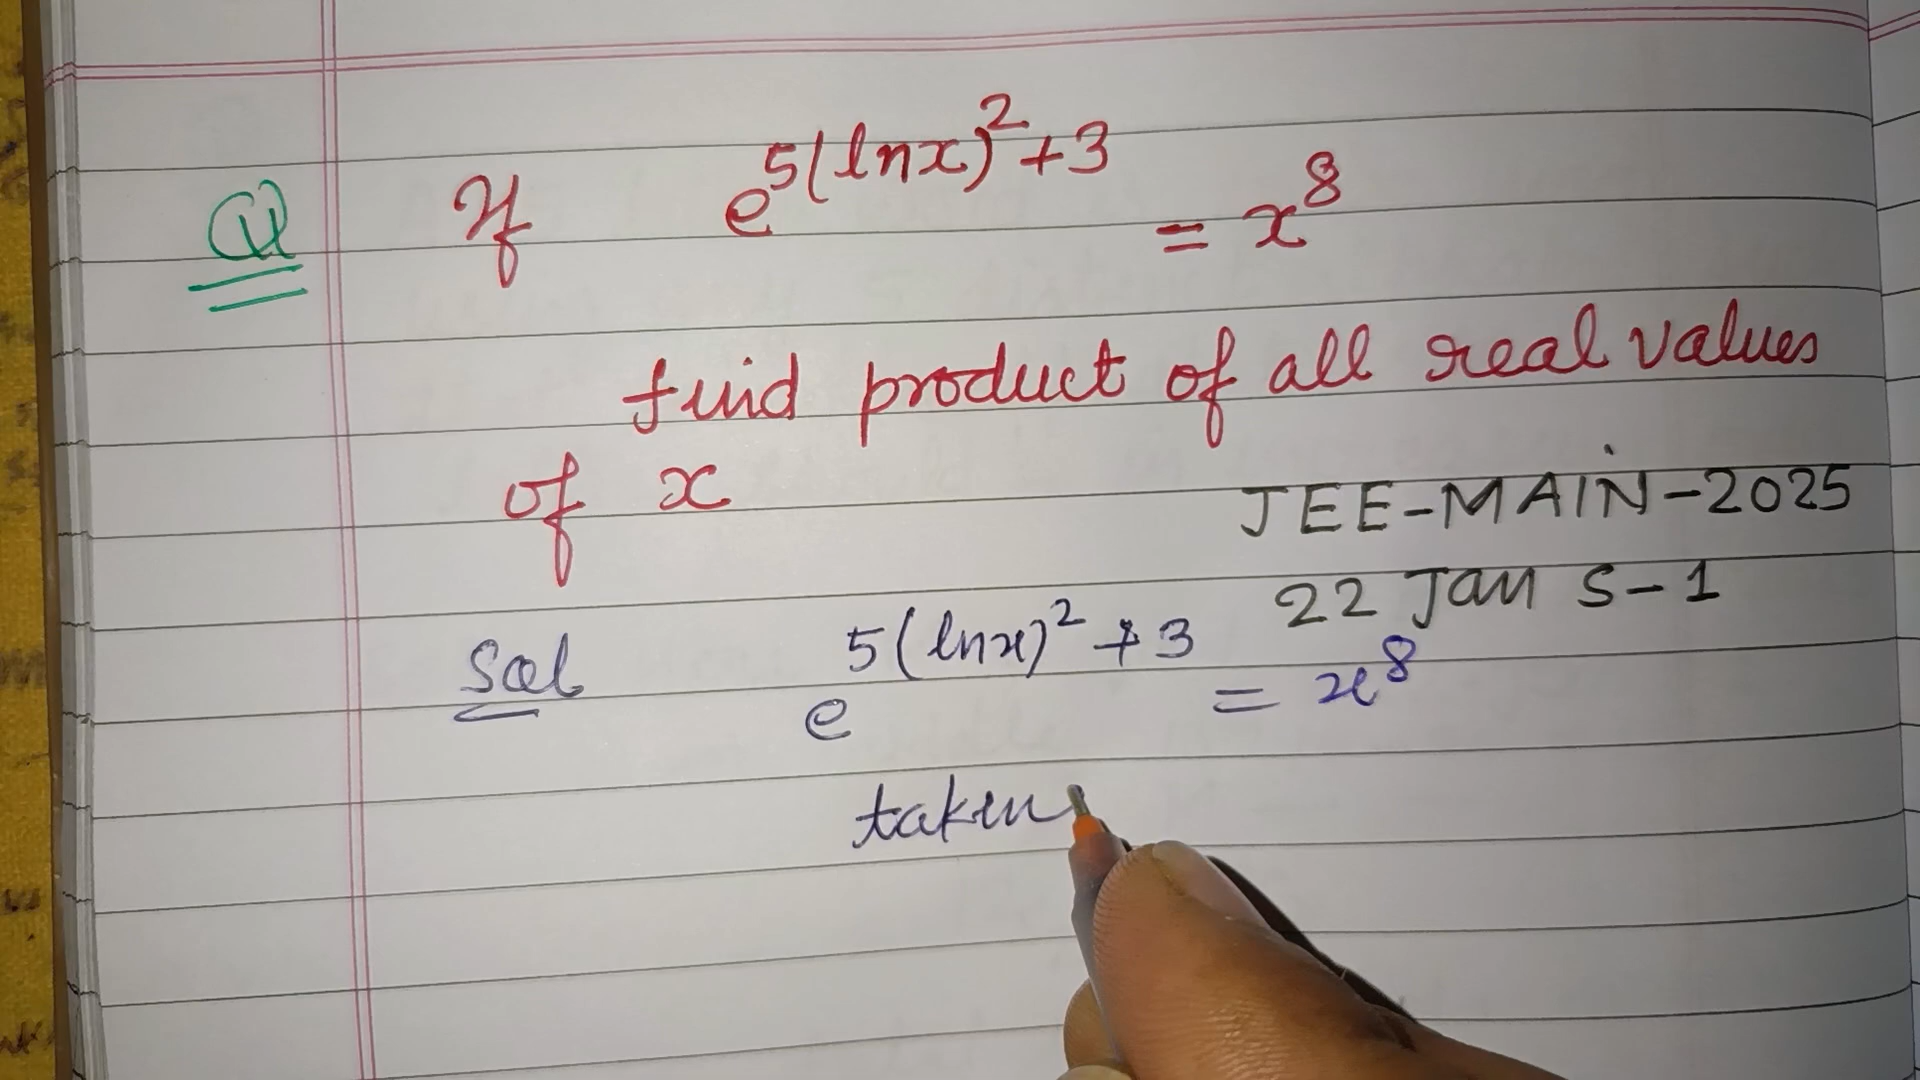 Q If e^{5(lnx)^2+3} = x^8
find product of all real values
of x
JEE-MAIN-2025
22 Jan S-1
Sol e^{5(lnx)^2+3} = x^8
taken